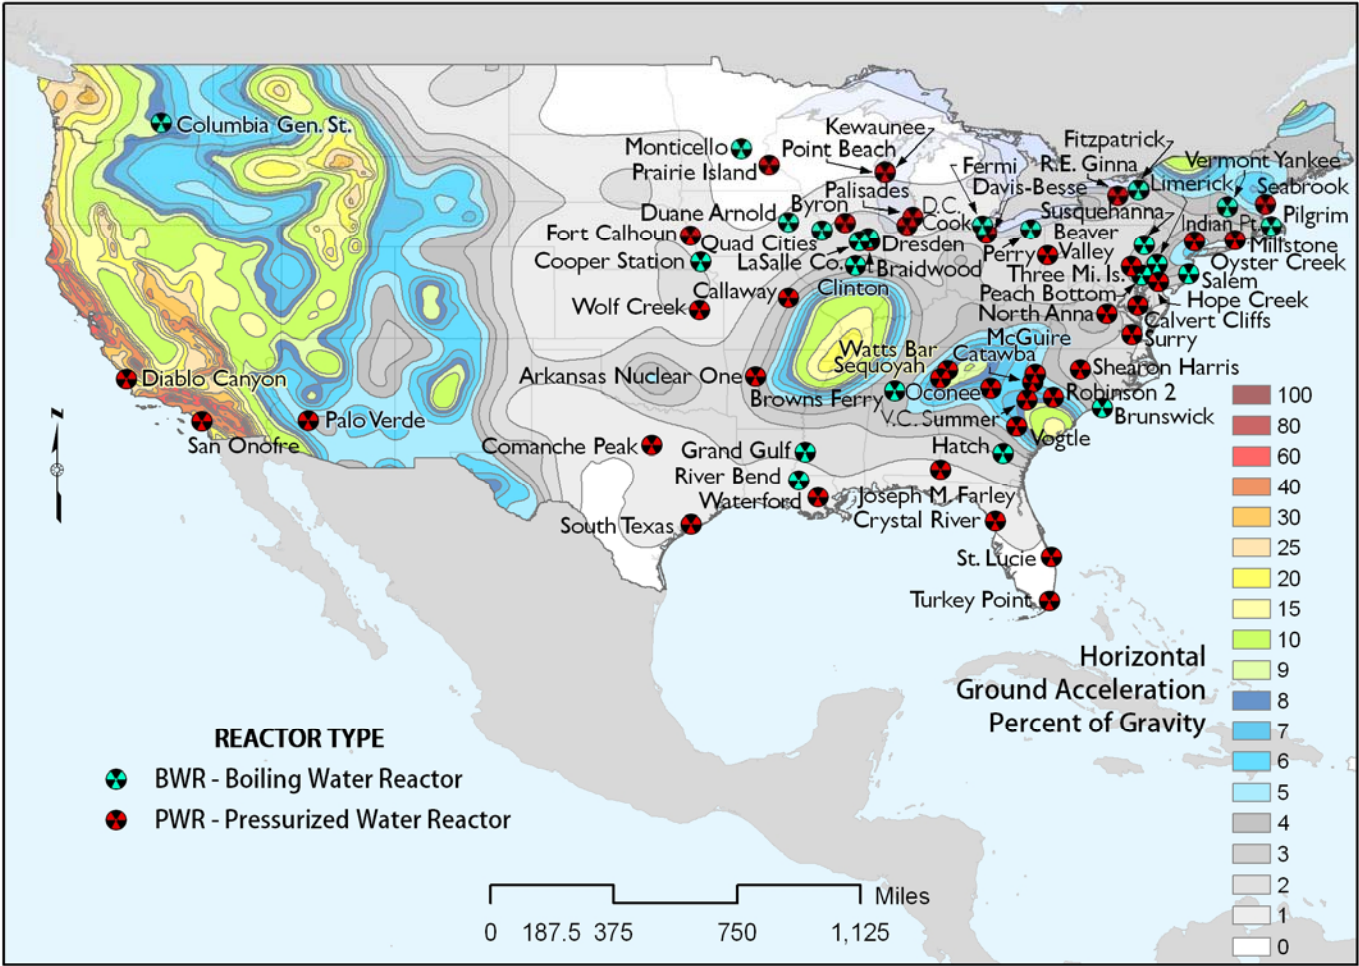 Columbia Gen. St.
Monticello
Prairie Island
Kewaunee
Point Beach
Fitzpatrick
R.E. Ginna
Vermont Yankee
Fermi
Davis-Besse
Limerick
Seabrook
Palisades
D.C.
Cook
Byron
Duane Arnold
Susquehanna
Pilgrim
Indian Pt.
Fort Calhoun
Quad Cities
Dresden
Beaver
Valley
Perry
Millstone
Cooper Station
LaSalle Co.
Braidwood
Oyster Creek
Three Mi. Is.
Salem
Clinton
Callaway
Peach Bottom
Hope Creek
Wolf Creek
North Anna
Calvert Cliffs
McGuire
Surry
Watts Bar
Catawba
Sequoyah
Shearon Harris
Diablo Canyon
Arkansas Nuclear One
Browns Ferry
Oconee
Robinson 2
Brunswick
Palo Verde
V.C. Summer
San Onofre
Comanche Peak
Grand Gulf
Hatch
Vogtle
River Bend
Waterford
Joseph M. Farley
South Texas
Crystal River
St. Lucie
Turkey Point
N
100
80
60
40
30
25
20
15
10
9
8
7
6
5
4
3
2
1
0
Horizontal
Ground Acceleration
Percent of Gravity
REACTOR TYPE
BWR - Boiling Water Reactor
PWR - Pressurized Water Reactor
Miles
0 187.5 375 750 1,125